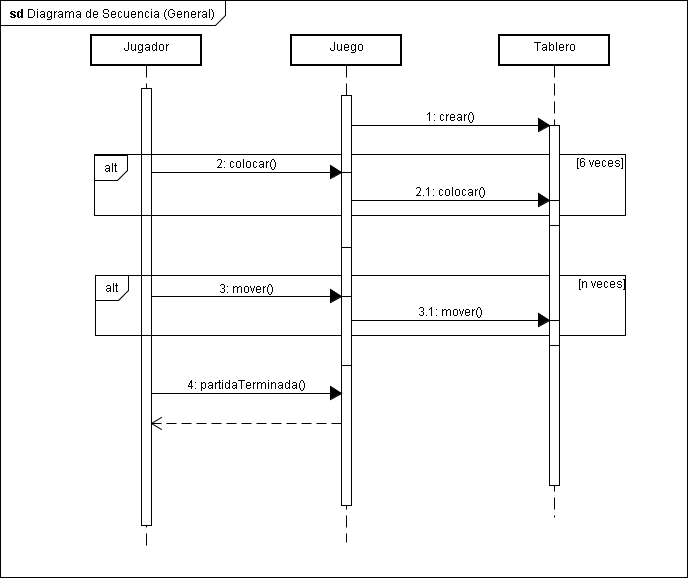 sd Diagrama de Secuencia (General)
Jugador
Juego
Tablero
1: crear()
alt
[6 veces]
2: colocar()
2.1: colocar()
alt
[n veces]
3: mover()
3.1: mover()
4: partidaTerminada()